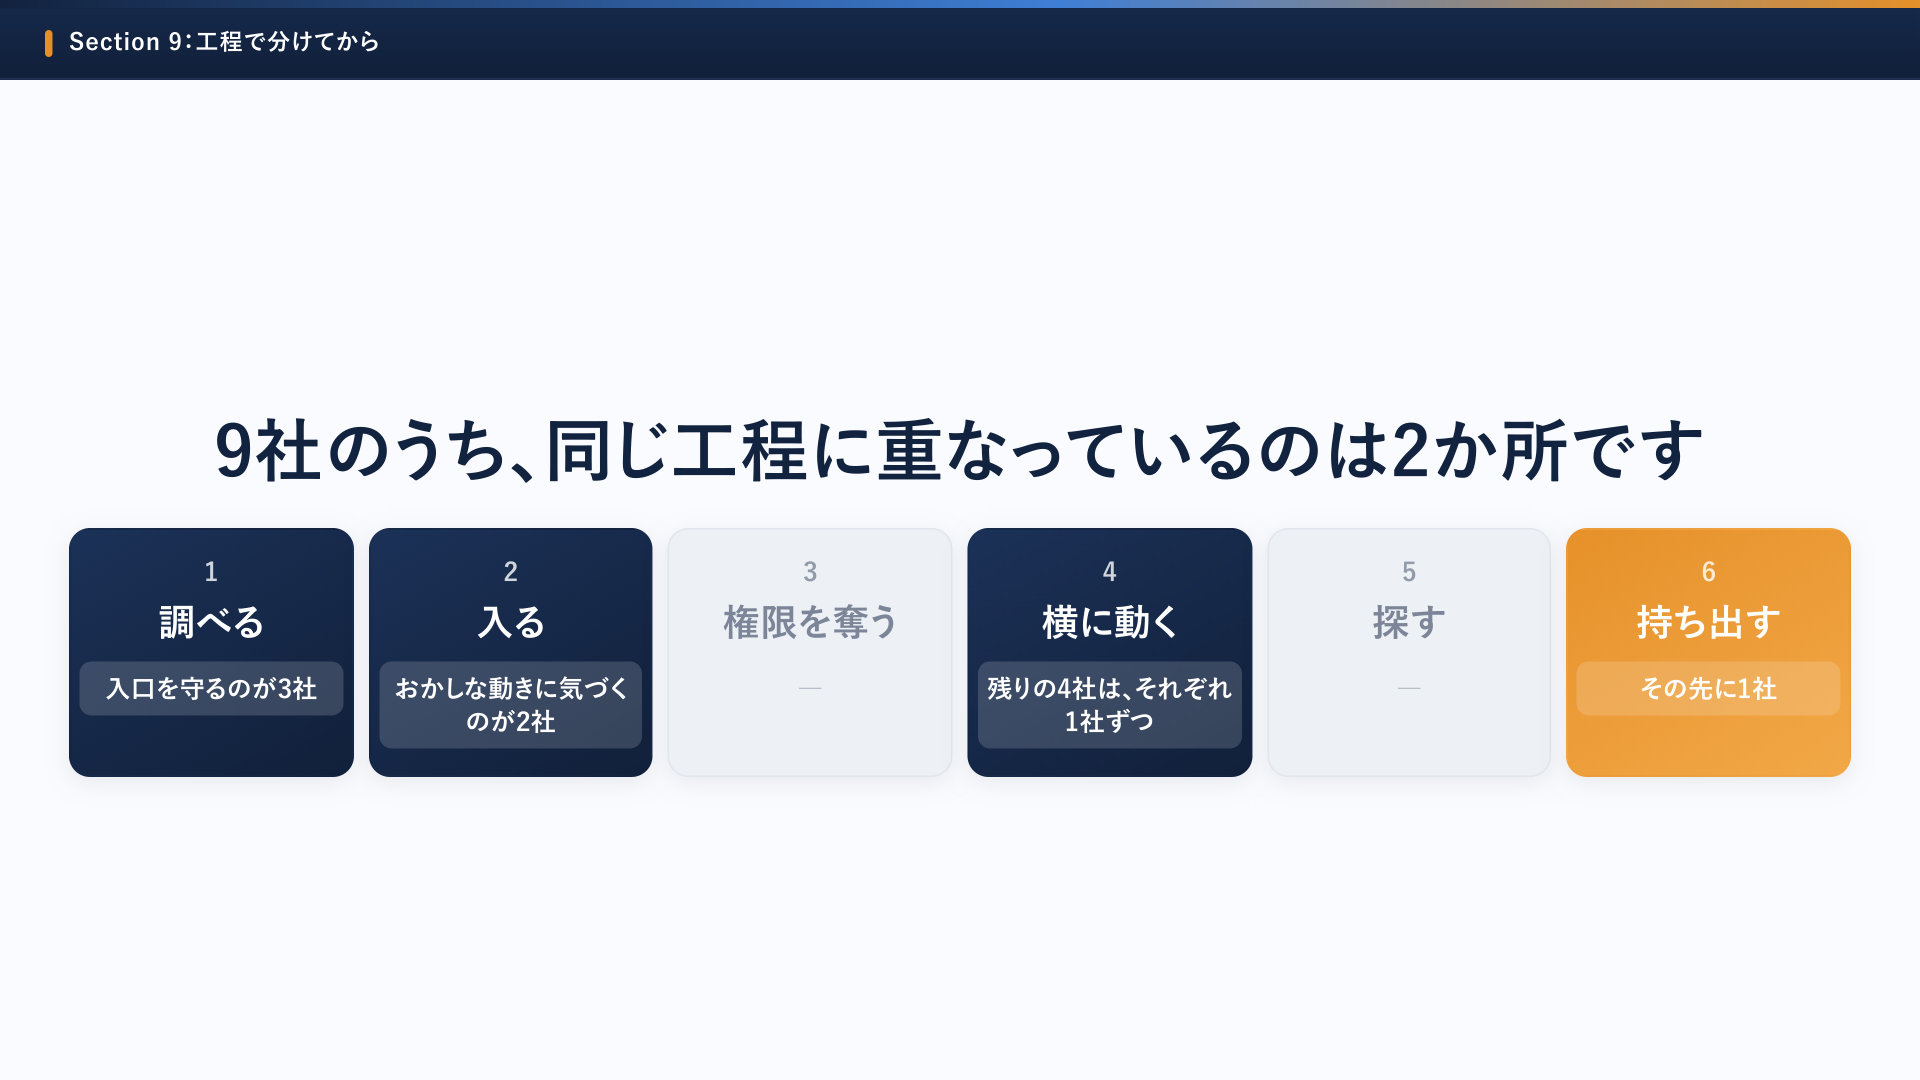 Section 9：工程で分けてから
9社のうち、同じ工程に重なっているのは2か所です
1
調べる
入口を守るのが3社
2
入る
おかしな動きに気づく
のが2社
3
権限を奪う
—
4
横に動く
残りの4社は、それぞれ
1社ずつ
5
探す
—
6
持ち出す
その先に1社